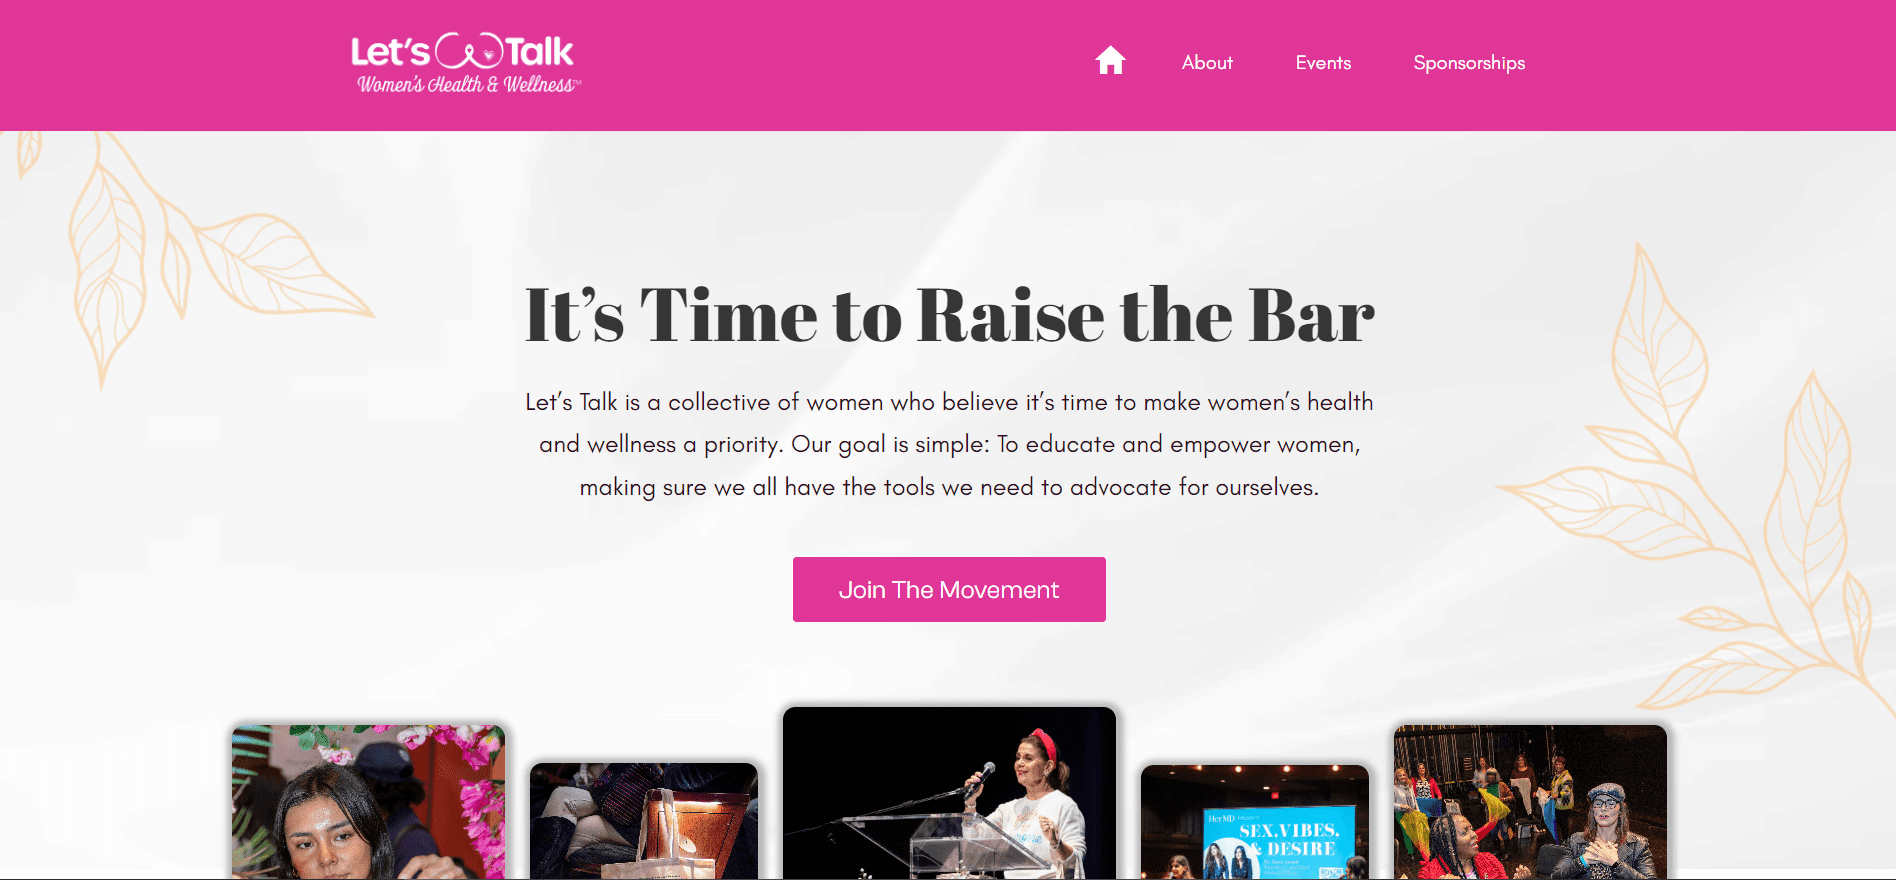 Let's Talk
Women's Health & Wellness™
About
Events
Sponsorships
It’s Time to Raise the Bar
Let’s Talk is a collective of women who believe it’s time to make women’s health
and wellness a priority. Our goal is simple: To educate and empower women,
making sure we all have the tools we need to advocate for ourselves.
Join The Movement
HerMD
SEX, VIBES,
& DESIRE